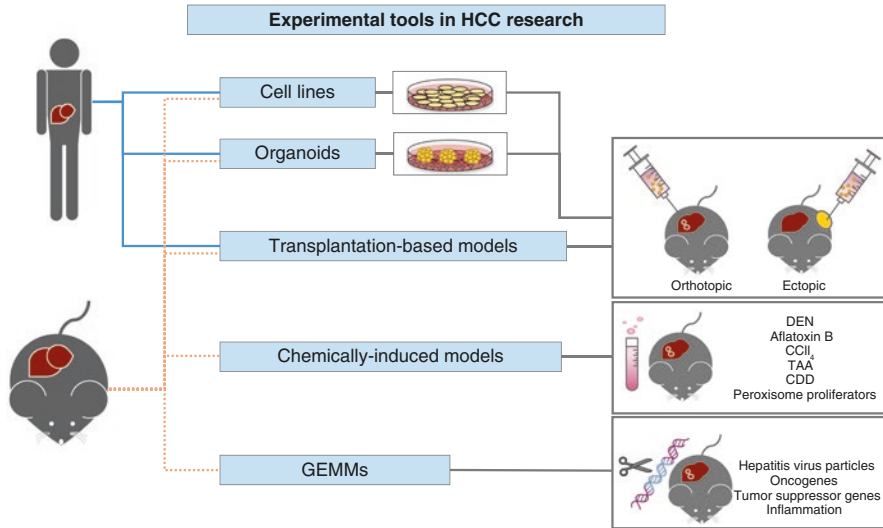 Experimental tools in HCC research
Cell lines
Organoids
Transplantation-based models
Orthotopic
Ectopic
Chemically-induced models
DEN
Aflatoxin B
CCll4
TAA
CDD
Peroxisome proliferators
GEMMs
Hepatitis virus particles
Oncogenes
Tumor suppressor genes
Inflammation